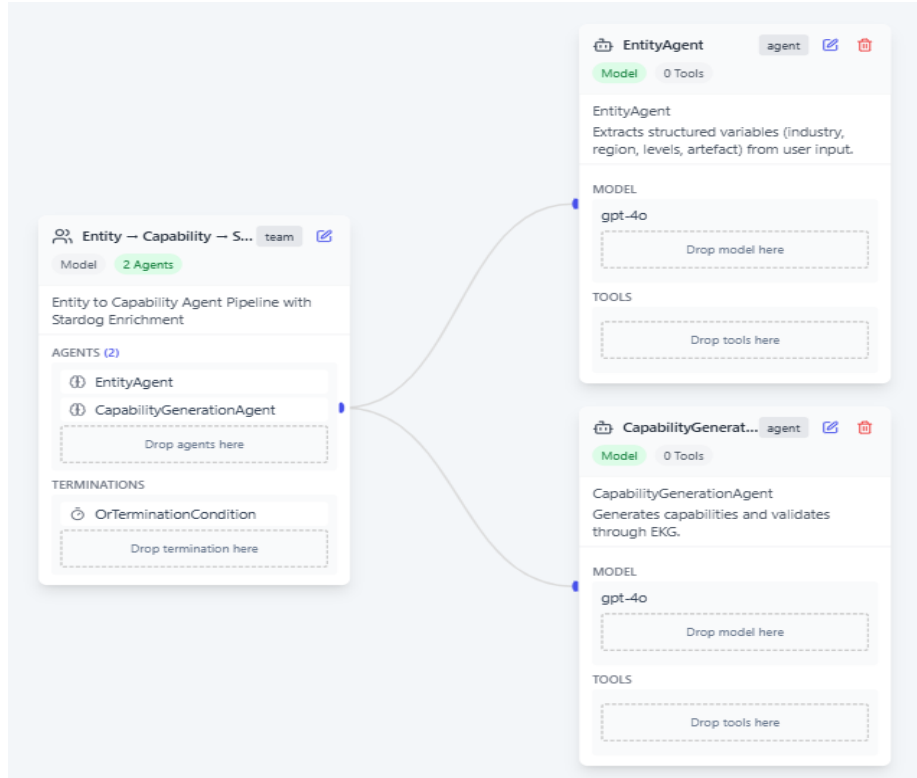 Entity → Capability → S... team
Model 2 Agents
Entity to Capability Agent Pipeline with
Stardog Enrichment
AGENTS (2)
EntityAgent
CapabilityGenerationAgent
Drop agents here
TERMINATIONS
OrTerminationCondition
Drop termination here
EntityAgent agent
Model 0 Tools
EntityAgent
Extracts structured variables (industry,
region, levels, artefact) from user input.
MODEL
gpt-4o
Drop model here
TOOLS
Drop tools here
CapabilityGenerat... agent
Model 0 Tools
CapabilityGenerationAgent
Generates capabilities and validates
through EKG.
MODEL
gpt-4o
Drop model here
TOOLS
Drop tools here